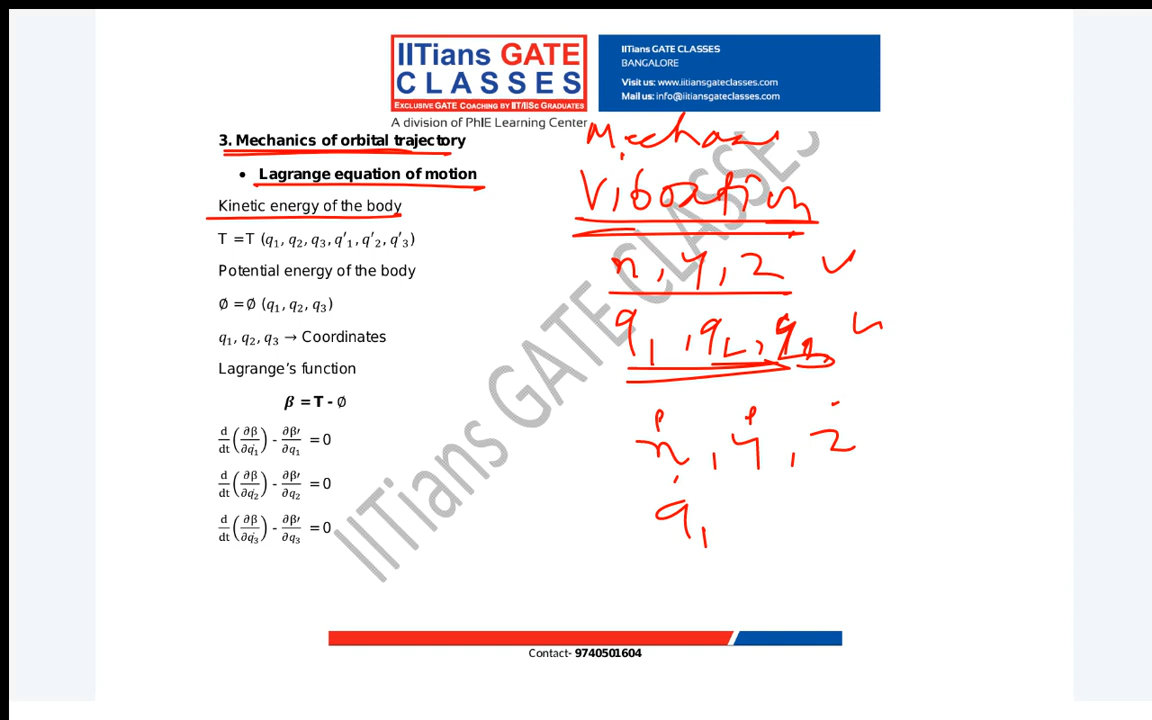 IITians GATE
CLASSES
EXCLUSIVE GATE COACHING BY IIT/IISc GRADUATES
A division of PhIE Learning Center
IITians GATE CLASSES
BANGALORE
Visit us: www.iitiansgateclasses.com
Mail us: info@iitiansgateclasses.com
3. Mechanics of orbital trajectory
• Lagrange equation of motion
Kinetic energy of the body
T = T (q₁, q₂, q₃, q′₁, q′₂, q′₃)
Potential energy of the body
∅ = ∅ (q₁, q₂, q₃)
q₁, q₂, q₃ → Coordinates
Lagrange’s function
β = T - ∅
d/dt (∂β/∂q̇₁) - ∂β′/∂q₁ = 0
d/dt (∂β/∂q̇₂) - ∂β′/∂q₂ = 0
d/dt (∂β/∂q̇₃) - ∂β′/∂q₃ = 0
Vibration
x, y, z
q₁, q₂, q₃
ẋ, ẏ, ż
q̇₁
IITians GATE CLASSES
Contact- 9740501604